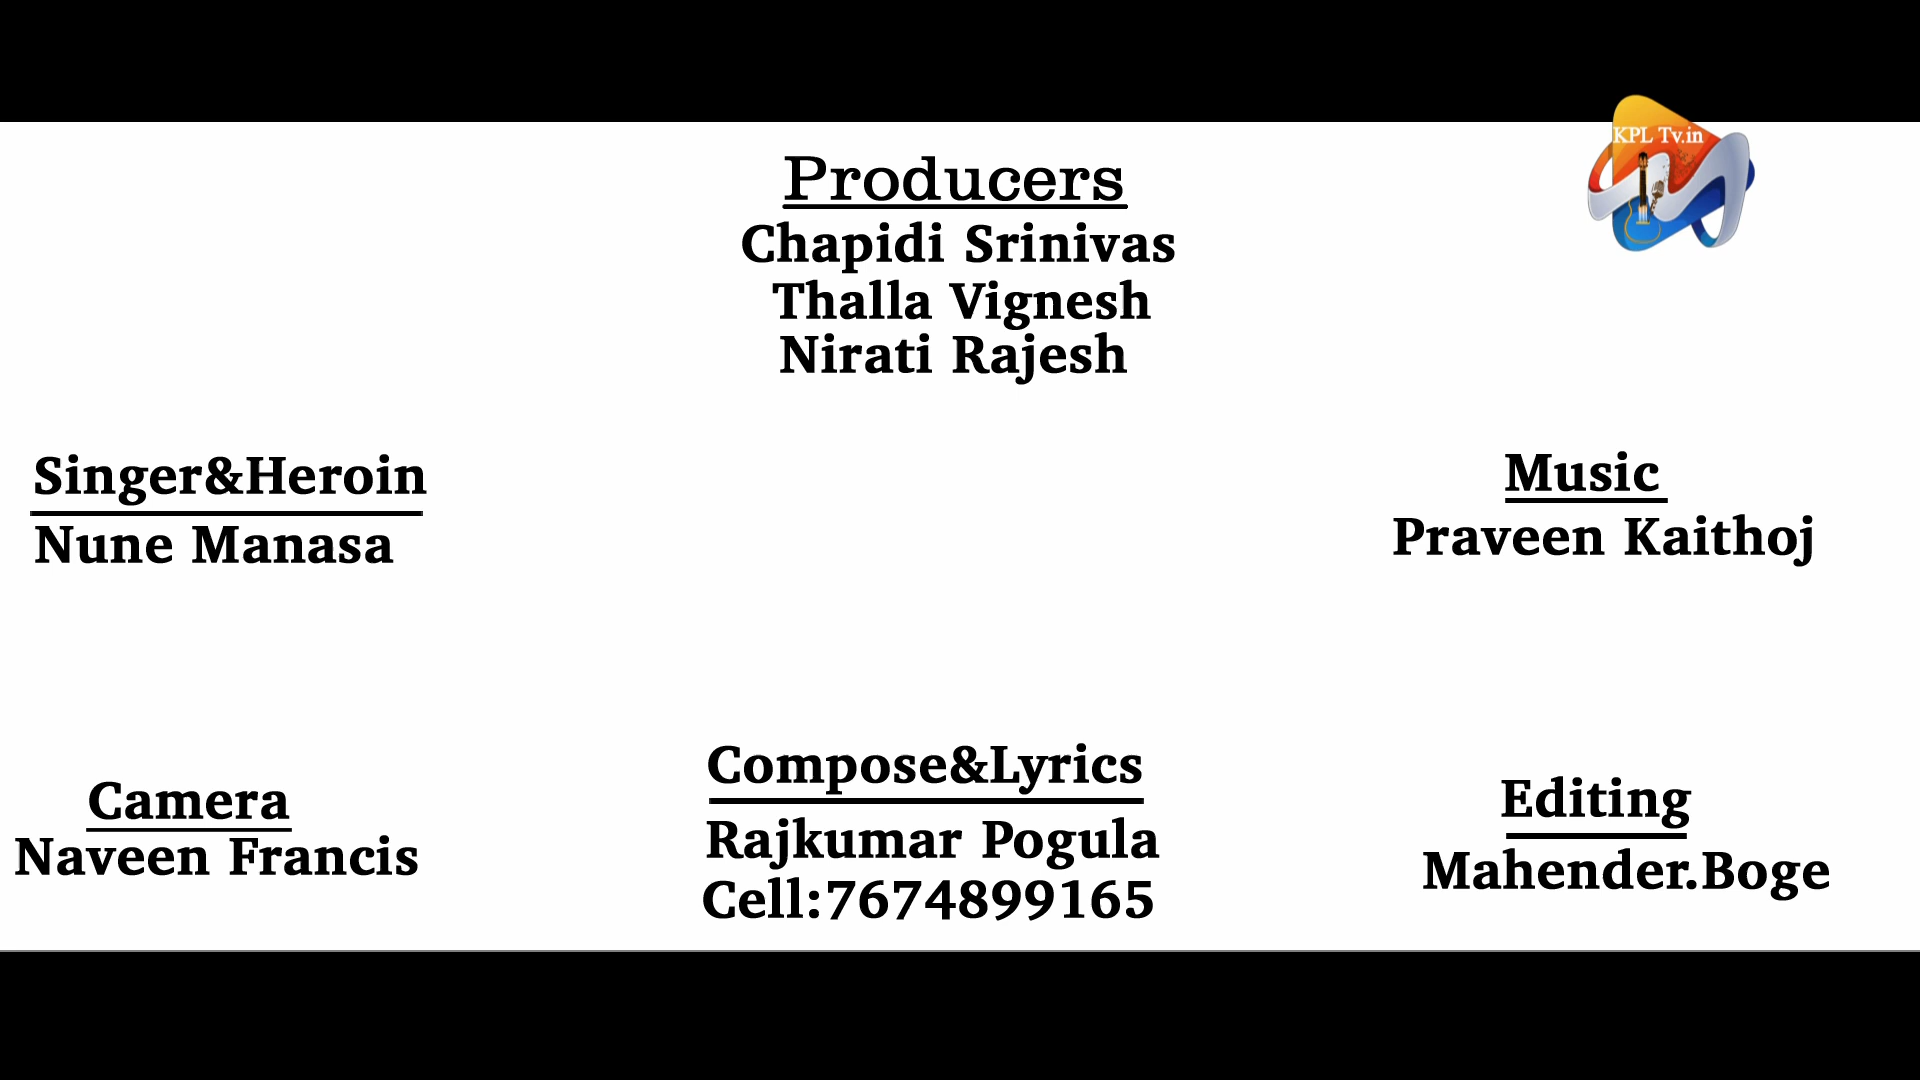 KPL Tv.in
Producers
Chapidi Srinivas
Thalla Vignesh
Nirati Rajesh
Singer&Heroin
Nune Manasa
Music
Praveen Kaithoj
Camera
Naveen Francis
Compose&Lyrics
Rajkumar Pogula
Cell:7674899165
Editing
Mahender.Boge